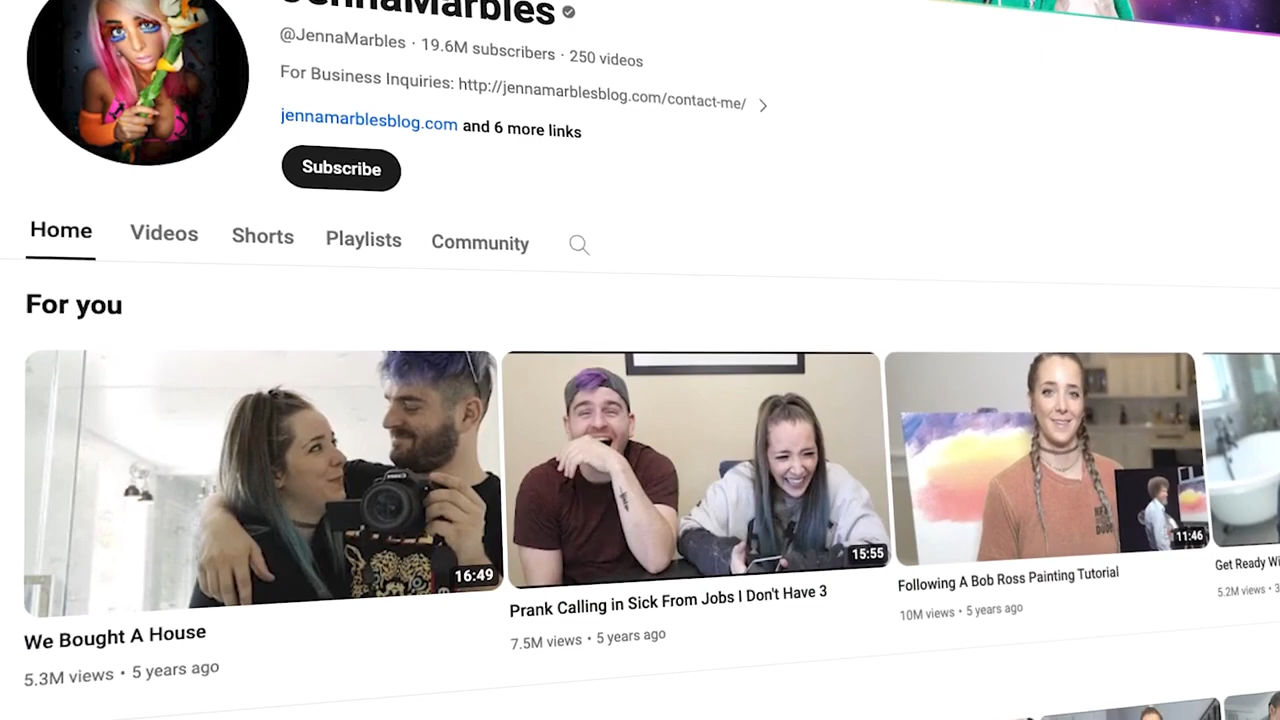 JennaMarbles
@JennaMarbles · 19.6M subscribers · 250 videos
For Business Inquiries: http://jennamarblesblog.com/contact-me/
jennamarblesblog.com and 6 more links
Subscribe
Home Videos Shorts Playlists Community
For you
16:49
15:55
11:46
We Bought A House
5.3M views • 5 years ago
Prank Calling in Sick From Jobs I Don't Have 3
7.5M views • 5 years ago
Following A Bob Ross Painting Tutorial
10M views • 5 years ago
Get Ready Wi
5.2M views • 3